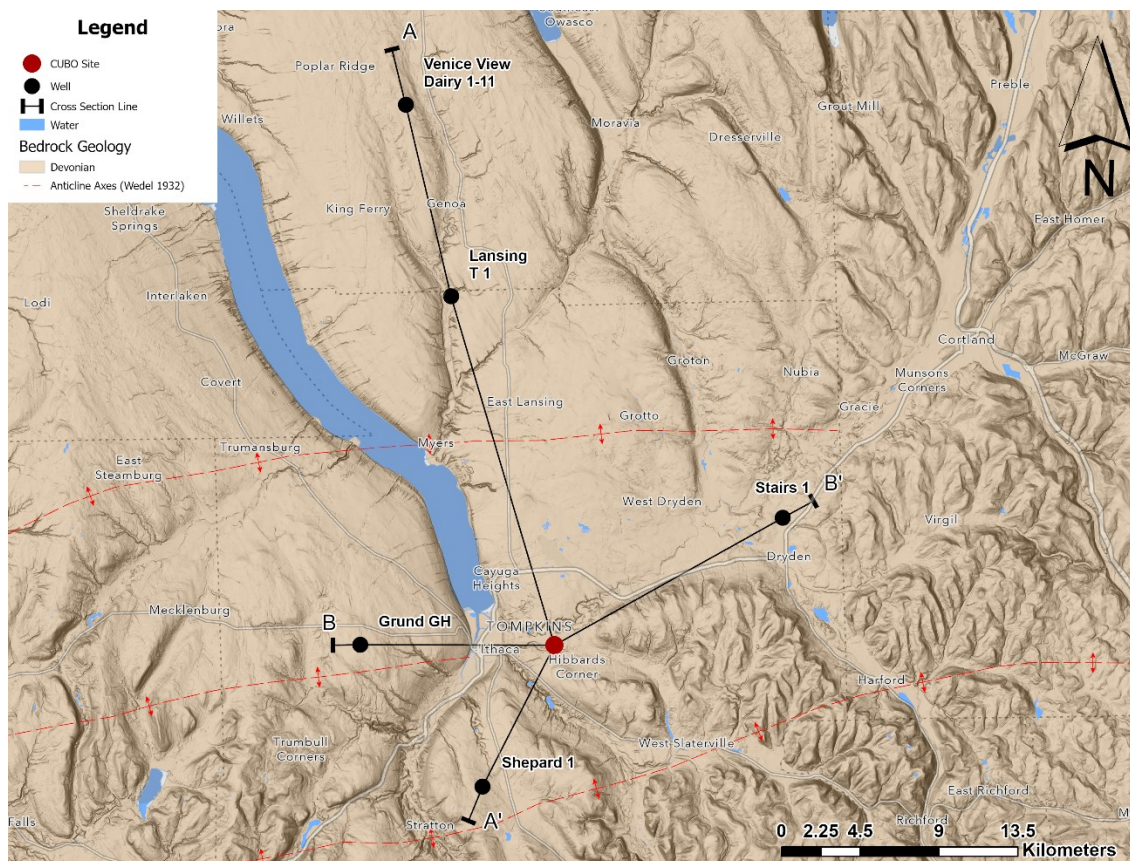 Legend
CUBO Site
Well
Cross Section Line
Water
Bedrock Geology
Devonian
Anticline Axes (Wedel 1932)
ora
Owasco
A
Poplar Ridge
Venice View
Dairy 1-11
Preble
Grout Mill
Willets
Moravia
Dresserville
N
Sheldrake
Springs
King Ferry
Genoa
East Homer
Lansing
T 1
Interlaken
Lodi
Cortland
McGraw
Groton
Nubia
Munsons
Corners
Covert
East Lansing
Grotto
Gracie
Trumansburg
Myers
East
Steamburg
West Dryden
Stairs 1
B'
Virgil
Dryden
Cayuga
Heights
Mecklenburg
B
Grund GH
TOMPKINS
Ithaca
Hibbards
Corner
Harford
Trumbull
Corners
West Slaterville
Shepard 1
East Richford
Falls
Stratton
A'
Richford
M
0 2.25 4.5 9 13.5
Kilometers